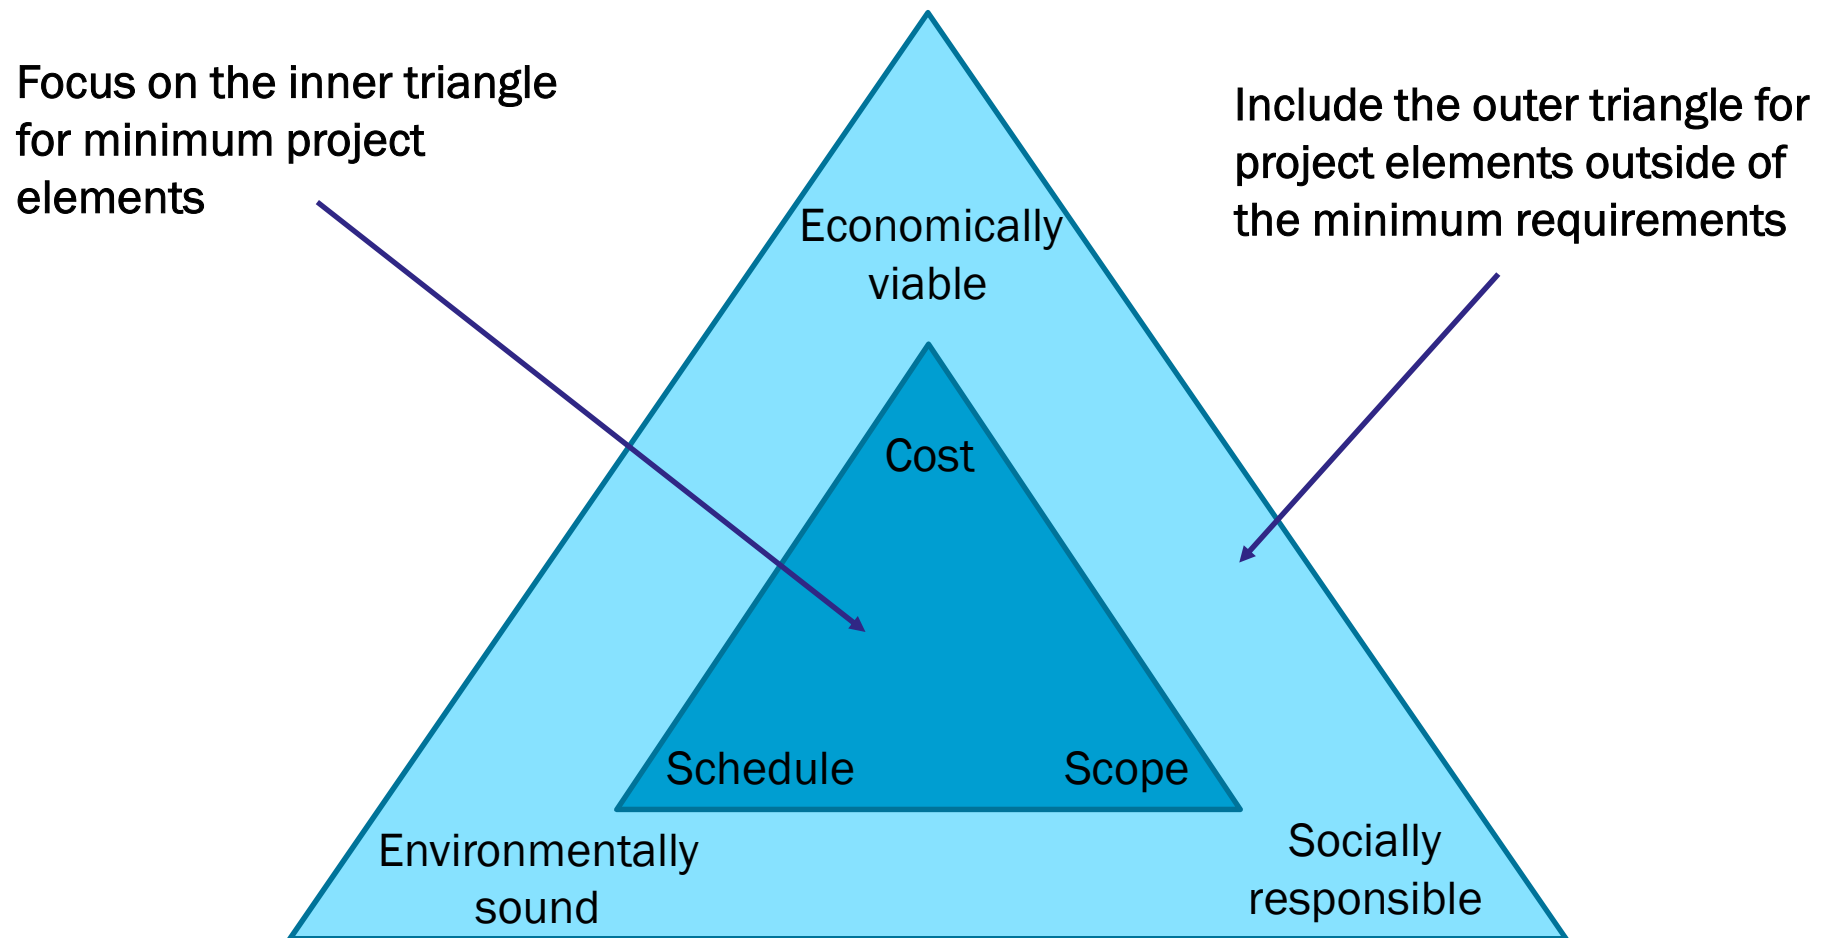 Focus on the inner triangle
for minimum project
elements
Include the outer triangle for
project elements outside of
the minimum requirements
Economically
viable
Cost
Schedule
Scope
Environmentally
sound
Socially
responsible